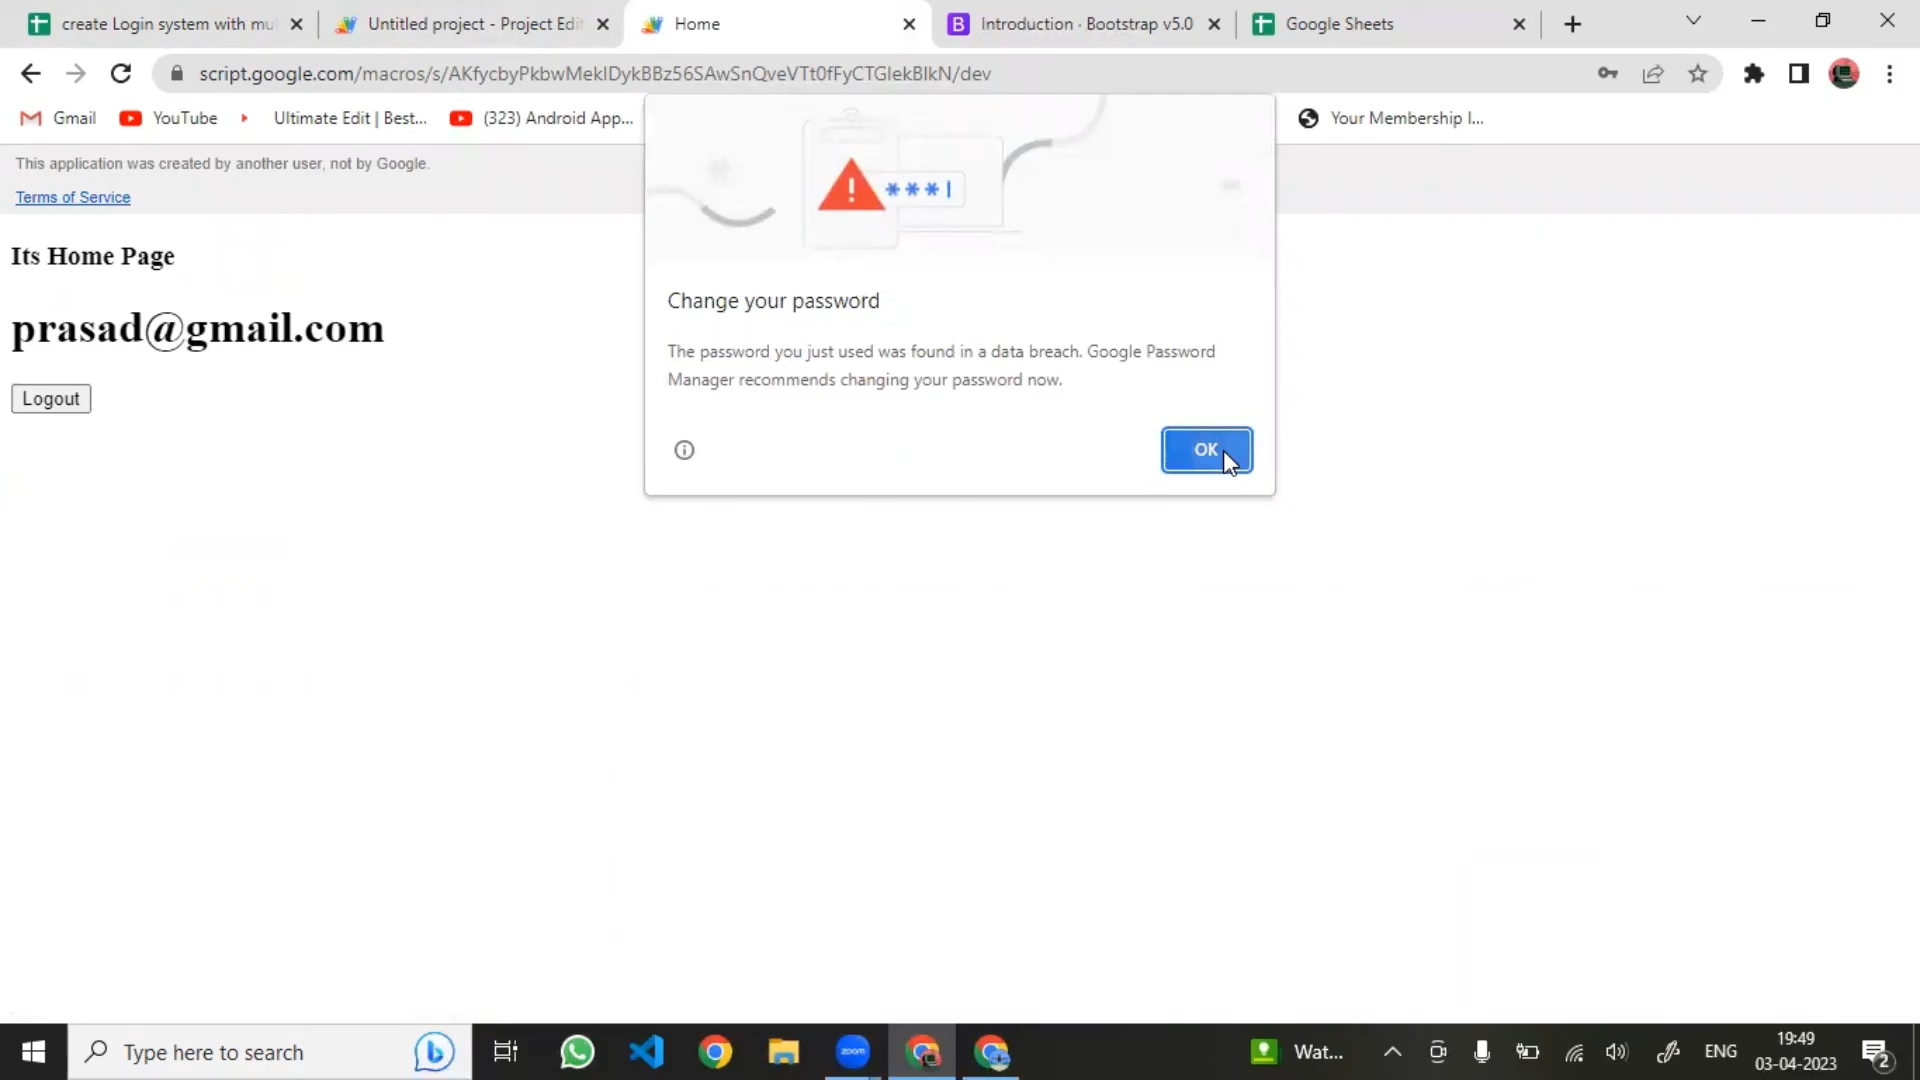 create Login system with mu
Untitled project - Project Edi
Home
B Introduction · Bootstrap v5.0
Google Sheets
script.google.com/macros/s/AKfycbyPkbwMeklDykBBz56SAwSnQveVTt0fFyCTGlekBlkN/dev
Gmail
YouTube
Ultimate Edit | Best...
(323) Android App...
Your Membership I...
This application was created by another user, not by Google.
Terms of Service
Its Home Page
prasad@gmail.com
Logout
***|
Change your password
The password you just used was found in a data breach. Google Password
Manager recommends changing your password now.
OK
Type here to search
zoom
Wat...
ENG
19:49
03-04-2023
2